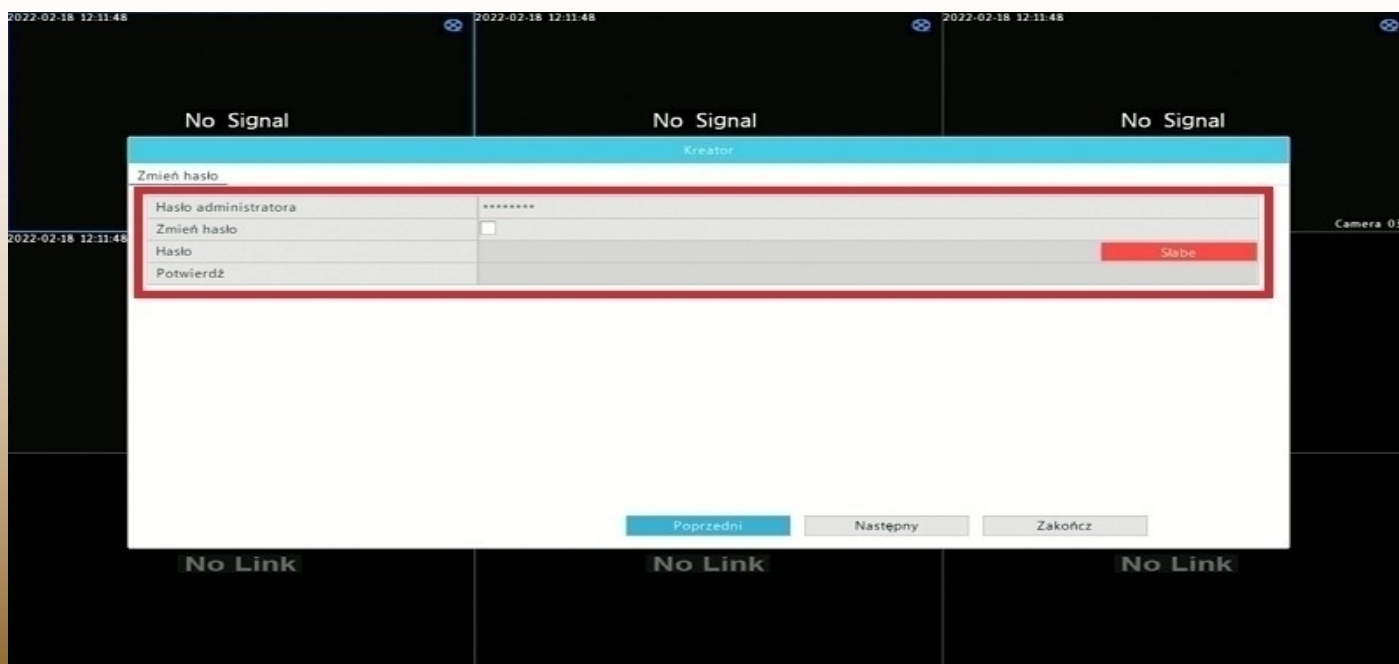 2022-02-18 12:11:48 2022-02-18 12:11:48 2022-02-18 12:11:48
No Signal No Signal No Signal
Kreator
Zmień hasło
Hasło administratora ********
Zmień hasło
Camera 03
2022-02-18 12:11:48
Hasło Słabe
Potwierdź
Poprzedni Następny Zakończ
No Link No Link No Link